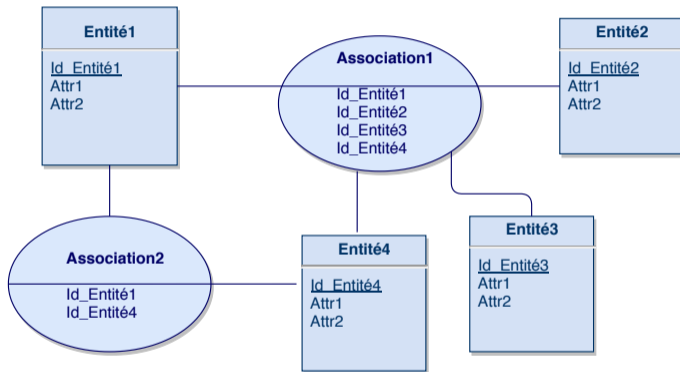 Entité1
Id_Entité1
Attr1
Attr2
Association1
Id_Entité1
Id_Entité2
Id_Entité3
Id_Entité4
Entité2
Id_Entité2
Attr1
Attr2
Association2
Id_Entité1
Id_Entité4
Entité4
Id_Entité4
Attr1
Attr2
Entité3
Id_Entité3
Attr1
Attr2